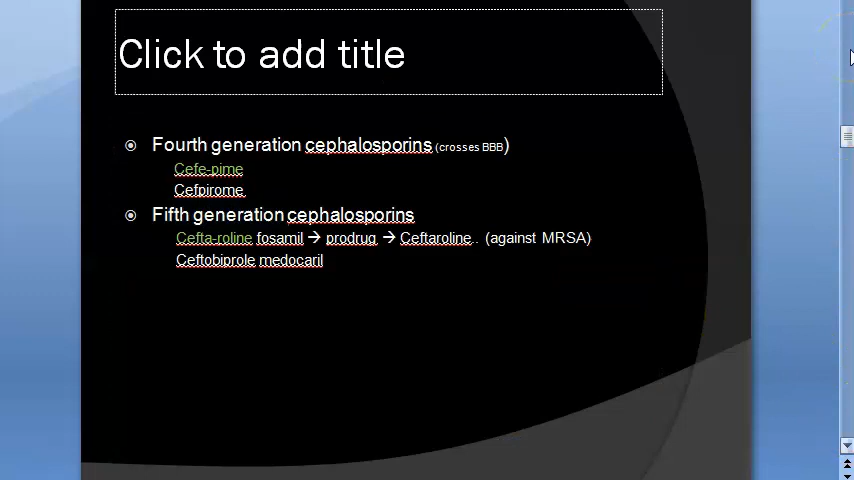 Click to add title
Fourth generation cephalosporins (crosses BBB)
Cefe-pime
Cefpirome
Fifth generation cephalosporins
Cefta-roline fosamil → prodrug → Ceftaroline.. (against MRSA)
Ceftobiprole medocaril